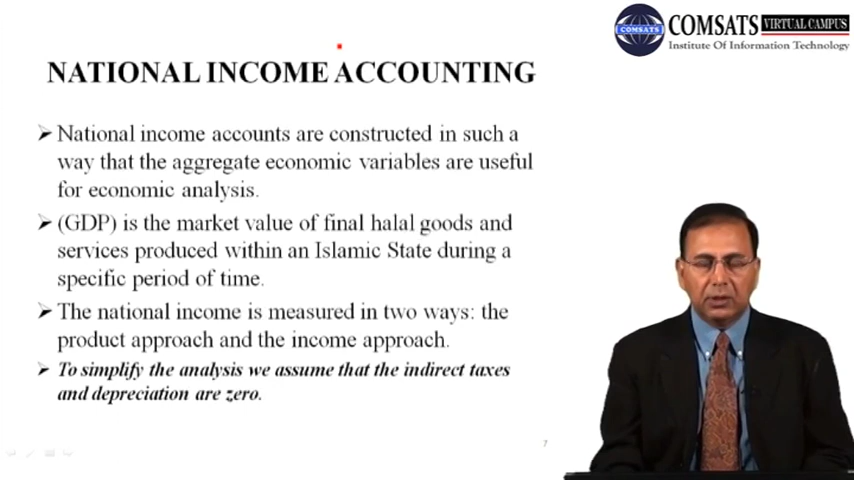 COMSATS VIRTUAL CAMPUS
COMSATS
Institute Of Information Technology
NATIONAL INCOME ACCOUNTING
➢ National income accounts are constructed in such a
way that the aggregate economic variables are useful
for economic analysis.
➢ (GDP) is the market value of final halal goods and
services produced within an Islamic State during a
specific period of time.
➢ The national income is measured in two ways: the
product approach and the income approach.
➢ To simplify the analysis we assume that the indirect taxes
and depreciation are zero.
7